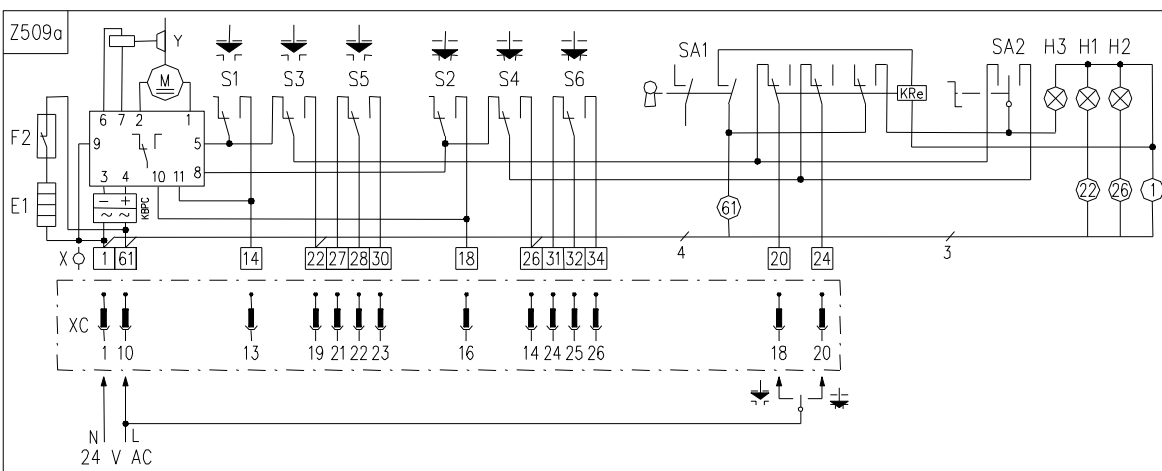 Z509a
Y
SA1
SA2 H3 H1 H2
M
S1 S3 S5 S2 S4 S6
KRe
6 7 2 1
F2
9 5
8
3 4 10 11
E1
− +
~ ~
KBPC
61 22 26 1
X
4 3
1 61 14 22 27 28 30 18 26 31 32 34 20 24
XC
1 10 13 19 21 22 23 16 14 24 25 26 18 20
N L
24 V AC